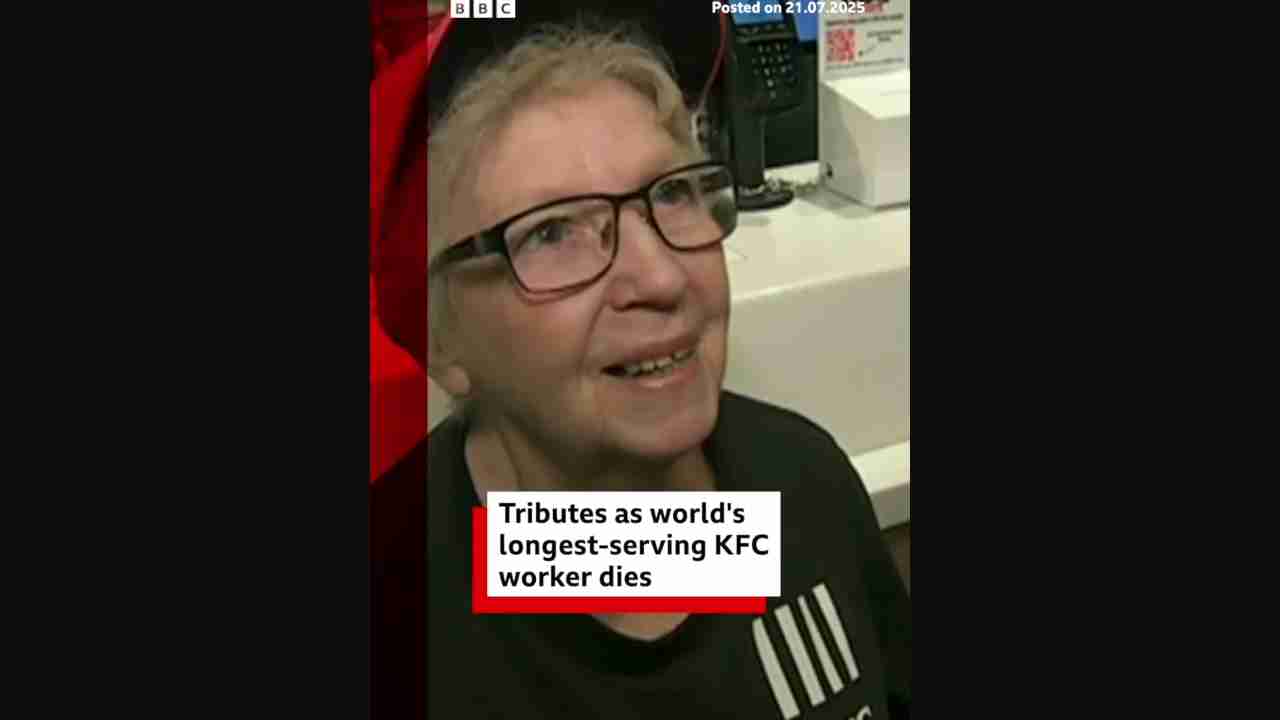 BBC
Posted on 21.07.2025
Tributes as world's
longest-serving KFC
worker dies